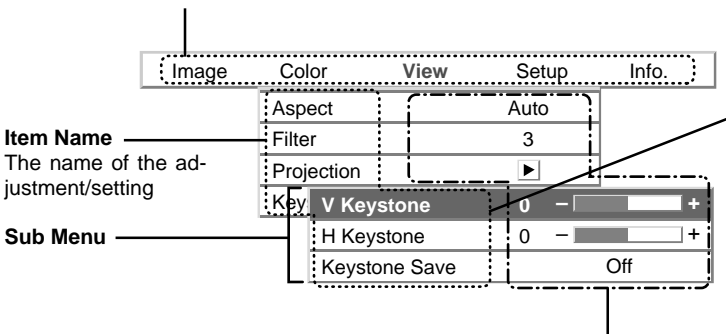 Image Color View Setup Info.
Aspect Auto
Item Name
The name of the ad-
justment/setting
Filter 3
Projection ▶
Key
V Keystone 0 – +
H Keystone 0 – +
Sub Menu
Keystone Save Off